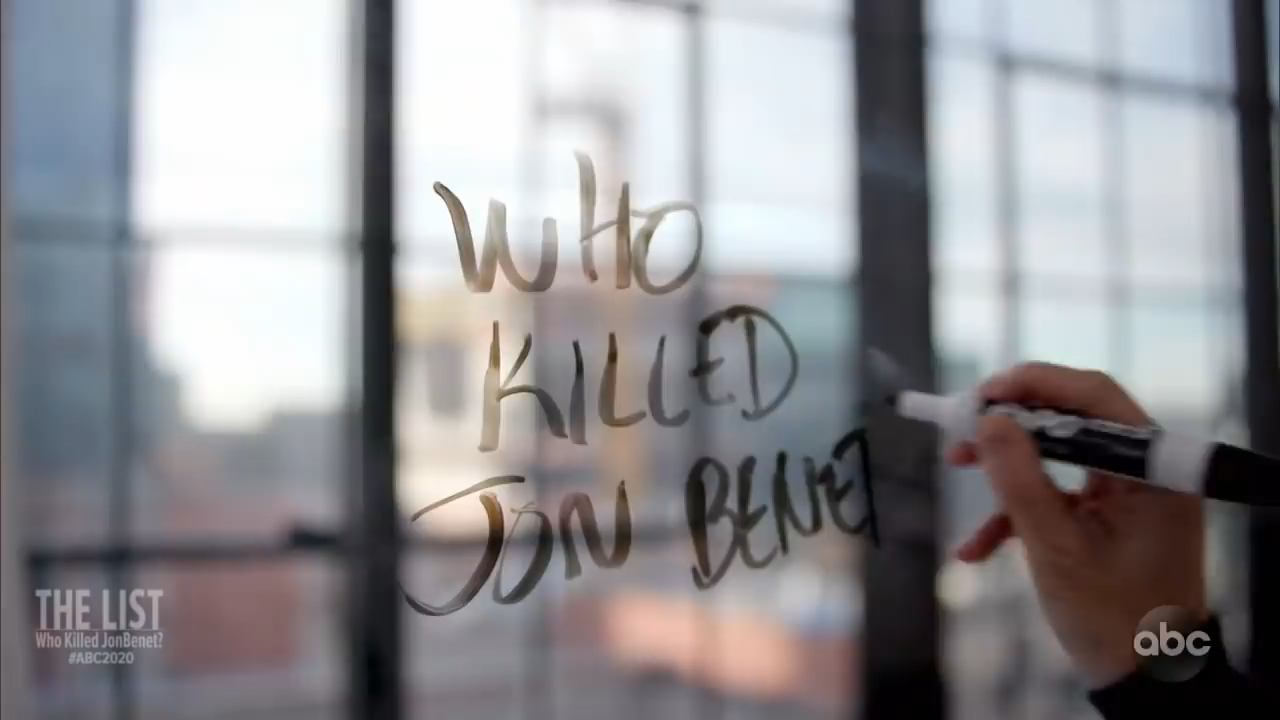 WHO
KILLED
JON BENET
THE LIST
Who Killed JonBenet?
#ABC2020
abc